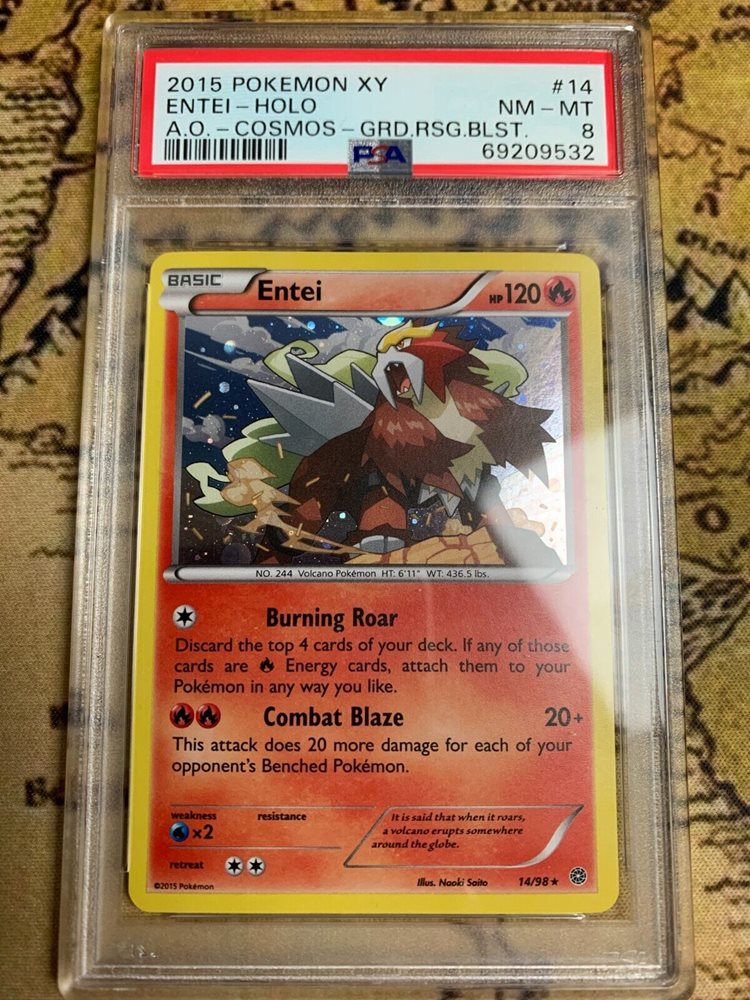 2015 POKEMON XY #14
ENTEI - HOLO NM - MT
A.O. - COSMOS - GRD.RSG.BLST. 8
PSA 69209532
BASIC Entei HP120
NO. 244 Volcano Pokémon HT: 6'11" WT: 436.5 lbs.
Burning Roar
Discard the top 4 cards of your deck. If any of those
cards are Energy cards, attach them to your
Pokémon in any way you like.
Combat Blaze 20+
This attack does 20 more damage for each of your
opponent's Benched Pokémon.
weakness resistance
×2
It is said that when it roars,
a volcano erupts somewhere
around the globe.
retreat
©2015 Pokémon Illus. Naoki Saito 14/98★